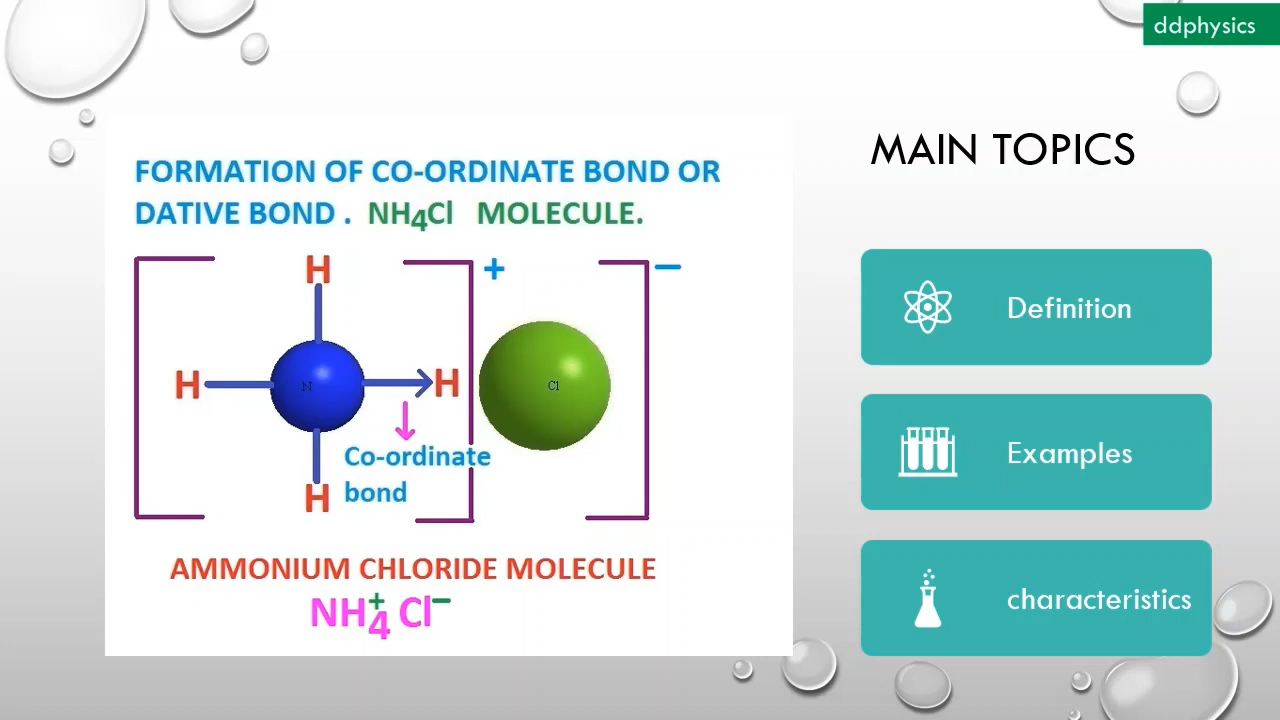 ddphysics
FORMATION OF CO-ORDINATE BOND OR
DATIVE BOND . NH4Cl MOLECULE.
H
+
−
H N H Cl
Co-ordinate
bond
H
AMMONIUM CHLORIDE MOLECULE
NH4+ Cl−
MAIN TOPICS
Definition
Examples
characteristics